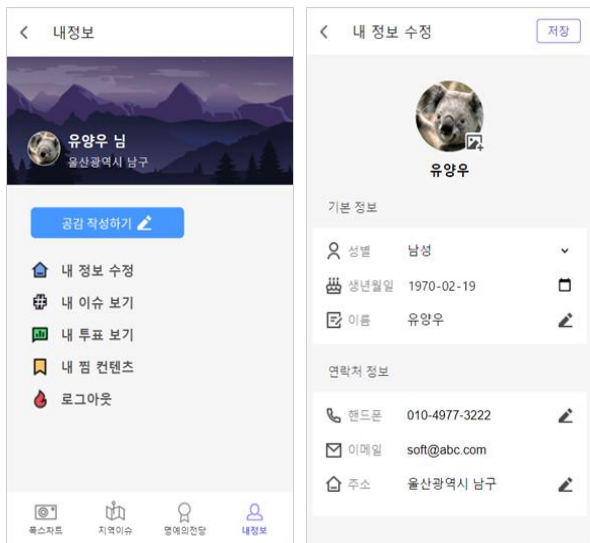 내정보
유양우 님
울산광역시 남구
공감 작성하기
내 정보 수정
내 이슈 보기
내 투표 보기
내 찜 컨텐츠
로그아웃
폭스차트
지역이슈
명예의전당
내정보
내 정보 수정
저장
유양우
기본 정보
성별 남성
생년월일 1970-02-19
이름 유양우
연락처 정보
핸드폰 010-4977-3222
이메일 soft@abc.com
주소 울산광역시 남구